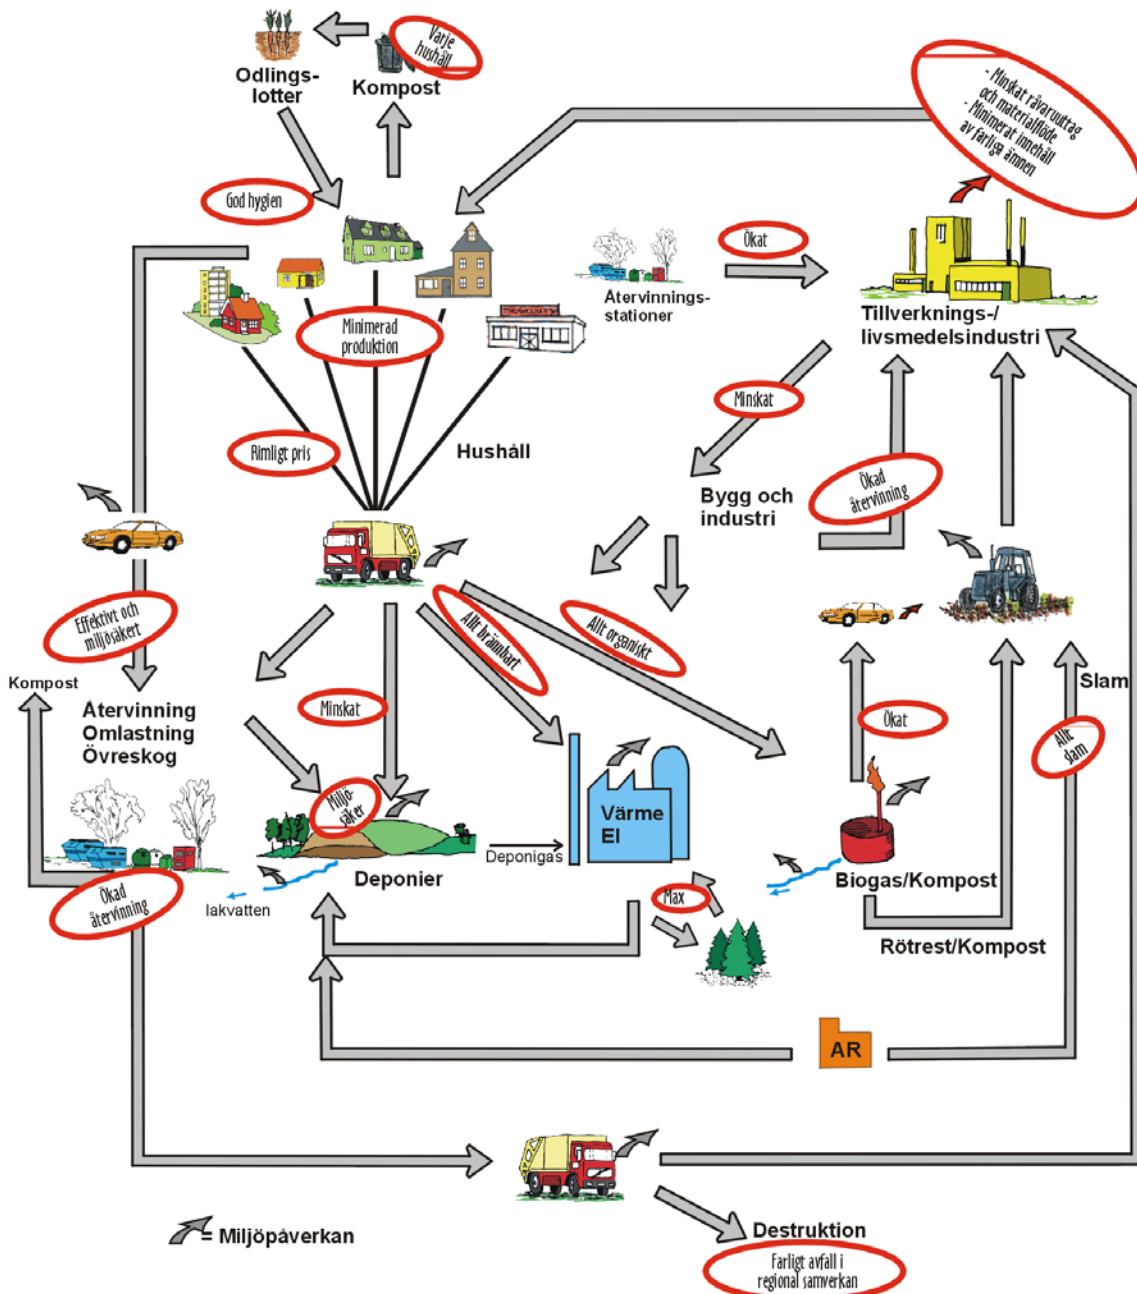 Varje
hushåll
Odlings-
lotter
Kompost
- Minskat råvaruuttag
och materialflöde
- Minimerat innehåll
av farliga ämnen
God hygien
Ökat
Återvinnings-
stationer
Tillverknings-/
livsmedelsindustri
Minimerad
produktion
Minskat
Rimligt pris
Hushåll
Ökad
återvinning
Bygg och
industri
Effektivt och
miljösäkert
Allt brännbart
Allt organiskt
Kompost
Slam
Återvinning
Omlastning
Övreskog
Minskat
Ökat
Allt
slam
Miljö-
säker
Värme
El
Deponigas
Deponier
Biogas/Kompost
Ökad
återvinning
lakvatten
Max
Rötrest/Kompost
AR
= Miljöpåverkan
Destruktion
Farligt avfall i
regional samverkan